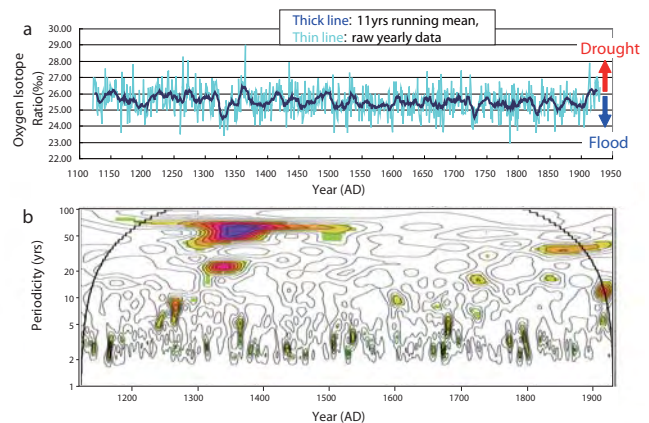 Thick line: 11yrs running mean,
Thin line: raw yearly data
a
30.00
29.00
28.00
27.00
26.00
25.00
24.00
23.00
22.00
Oxygen Isotope
Ratio(‰)
Drought
Flood
1100 1150 1200 1250 1300 1350 1400 1450 1500 1550 1600 1650 1700 1750 1800 1850 1900 1950
Year (AD)
b
100
50
20
10
5
2
1
Periodicity (yrs)
1200 1300 1400 1500 1600 1700 1800 1900
Year (AD)